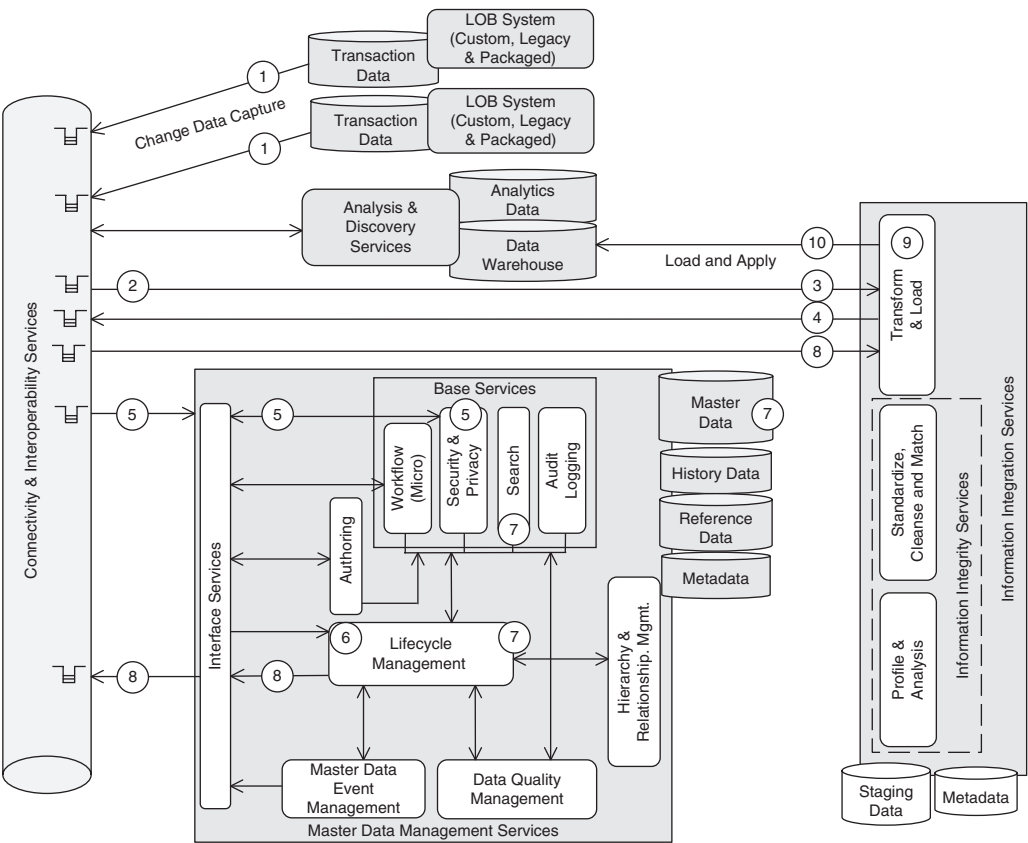 LOB System
(Custom, Legacy
& Packaged)
Transaction
Data
1
Change Data Capture
LOB System
(Custom, Legacy
& Packaged)
Transaction
Data
1
Analysis &
Discovery
Services
Analytics
Data
Data
Warehouse
10
9
Load and Apply
Transform
& Load
2
3
4
8
Connectivity & Interoperability Services
Base Services
5
5
5
Workflow
(Micro)
Security &
Privacy
Search
7
Audit
Logging
Master
Data
7
History Data
Reference
Data
Metadata
Standardize,
Cleanse and Match
Information Integrity Services
Information Integration Services
Profile &
Analysis
Interface Services
Authoring
6
Lifecycle
Management
7
8
8
Hierarchy &
Relationship. Mgmt.
Master Data
Event
Management
Data Quality
Management
Master Data Management Services
Staging
Data
Metadata